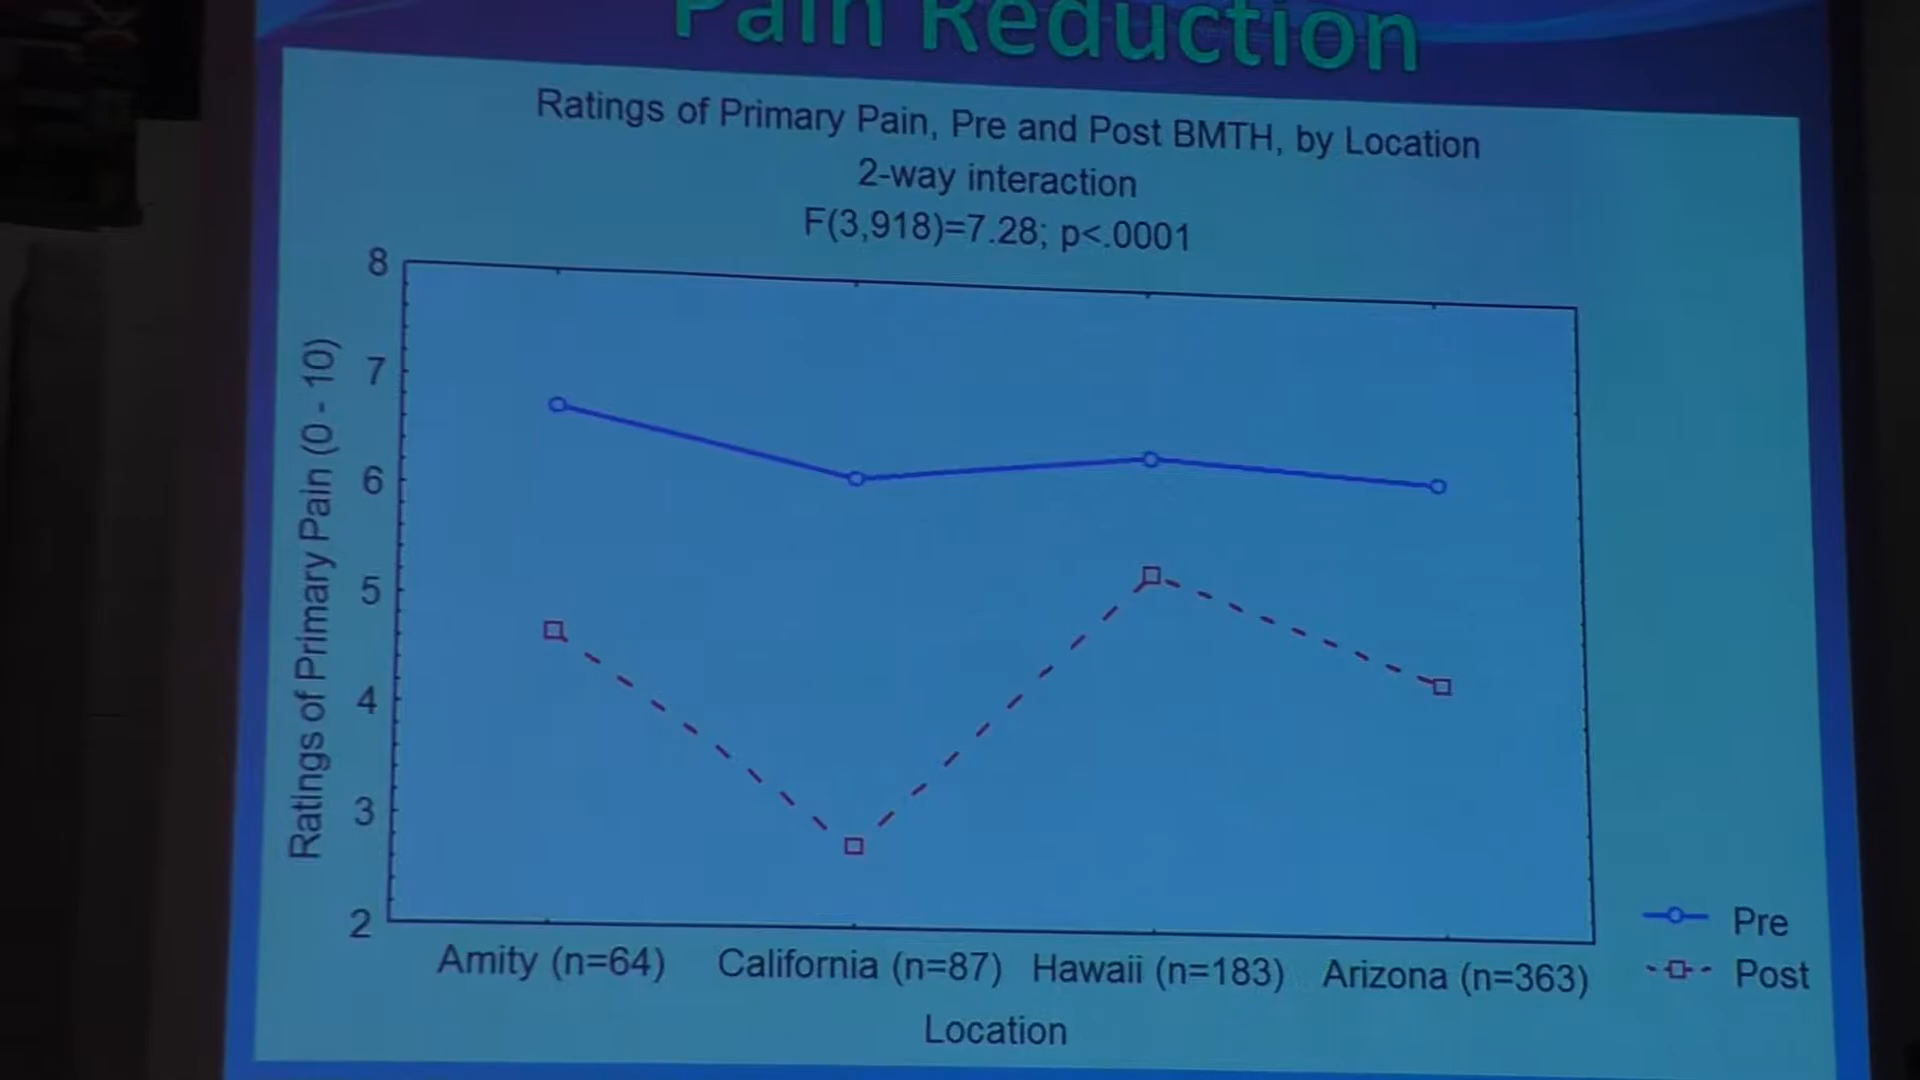 Pain Reduction
Ratings of Primary Pain, Pre and Post BMTH, by Location
2-way interaction
F(3,918)=7.28; p<.0001
8
7
6
5
4
3
2
Ratings of Primary Pain (0 - 10)
Amity (n=64) California (n=87) Hawaii (n=183) Arizona (n=363)
Location
Pre
Post